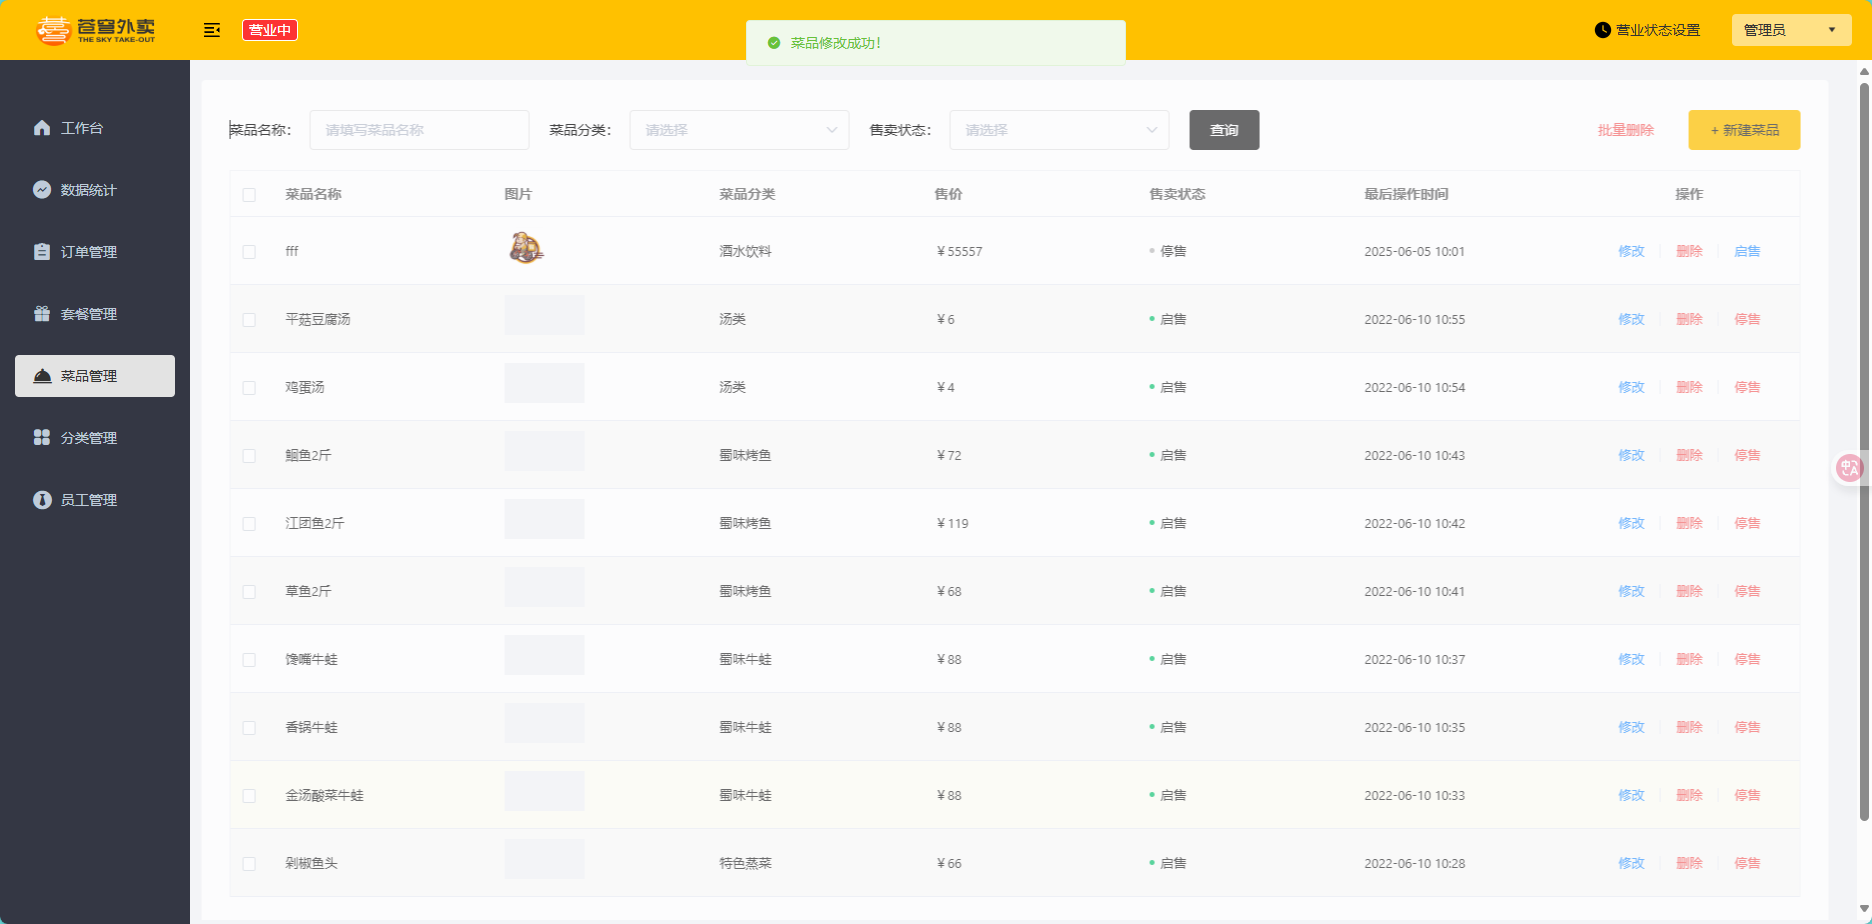 苍穹外卖
THE SKY TAKE-OUT
营业中
菜品修改成功！
营业状态设置
管理员
工作台
数据统计
订单管理
套餐管理
菜品管理
分类管理
员工管理
菜品名称： 请填写菜品名称 菜品分类： 请选择 售卖状态： 请选择 查询 批量删除 + 新建菜品
菜品名称 图片 菜品分类 售价 售卖状态 最后操作时间 操作
fff 酒水饮料 ￥55557 停售 2025-06-05 10:01 修改 删除 启售
平菇豆腐汤 汤类 ￥6 启售 2022-06-10 10:55 修改 删除 停售
鸡蛋汤 汤类 ￥4 启售 2022-06-10 10:54 修改 删除 停售
鮰鱼2斤 蜀味烤鱼 ￥72 启售 2022-06-10 10:43 修改 删除 停售
江团鱼2斤 蜀味烤鱼 ￥119 启售 2022-06-10 10:42 修改 删除 停售
草鱼2斤 蜀味烤鱼 ￥68 启售 2022-06-10 10:41 修改 删除 停售
馋嘴牛蛙 蜀味牛蛙 ￥88 启售 2022-06-10 10:37 修改 删除 停售
香锅牛蛙 蜀味牛蛙 ￥88 启售 2022-06-10 10:35 修改 删除 停售
金汤酸菜牛蛙 蜀味牛蛙 ￥88 启售 2022-06-10 10:33 修改 删除 停售
剁椒鱼头 特色蒸菜 ￥66 启售 2022-06-10 10:28 修改 删除 停售